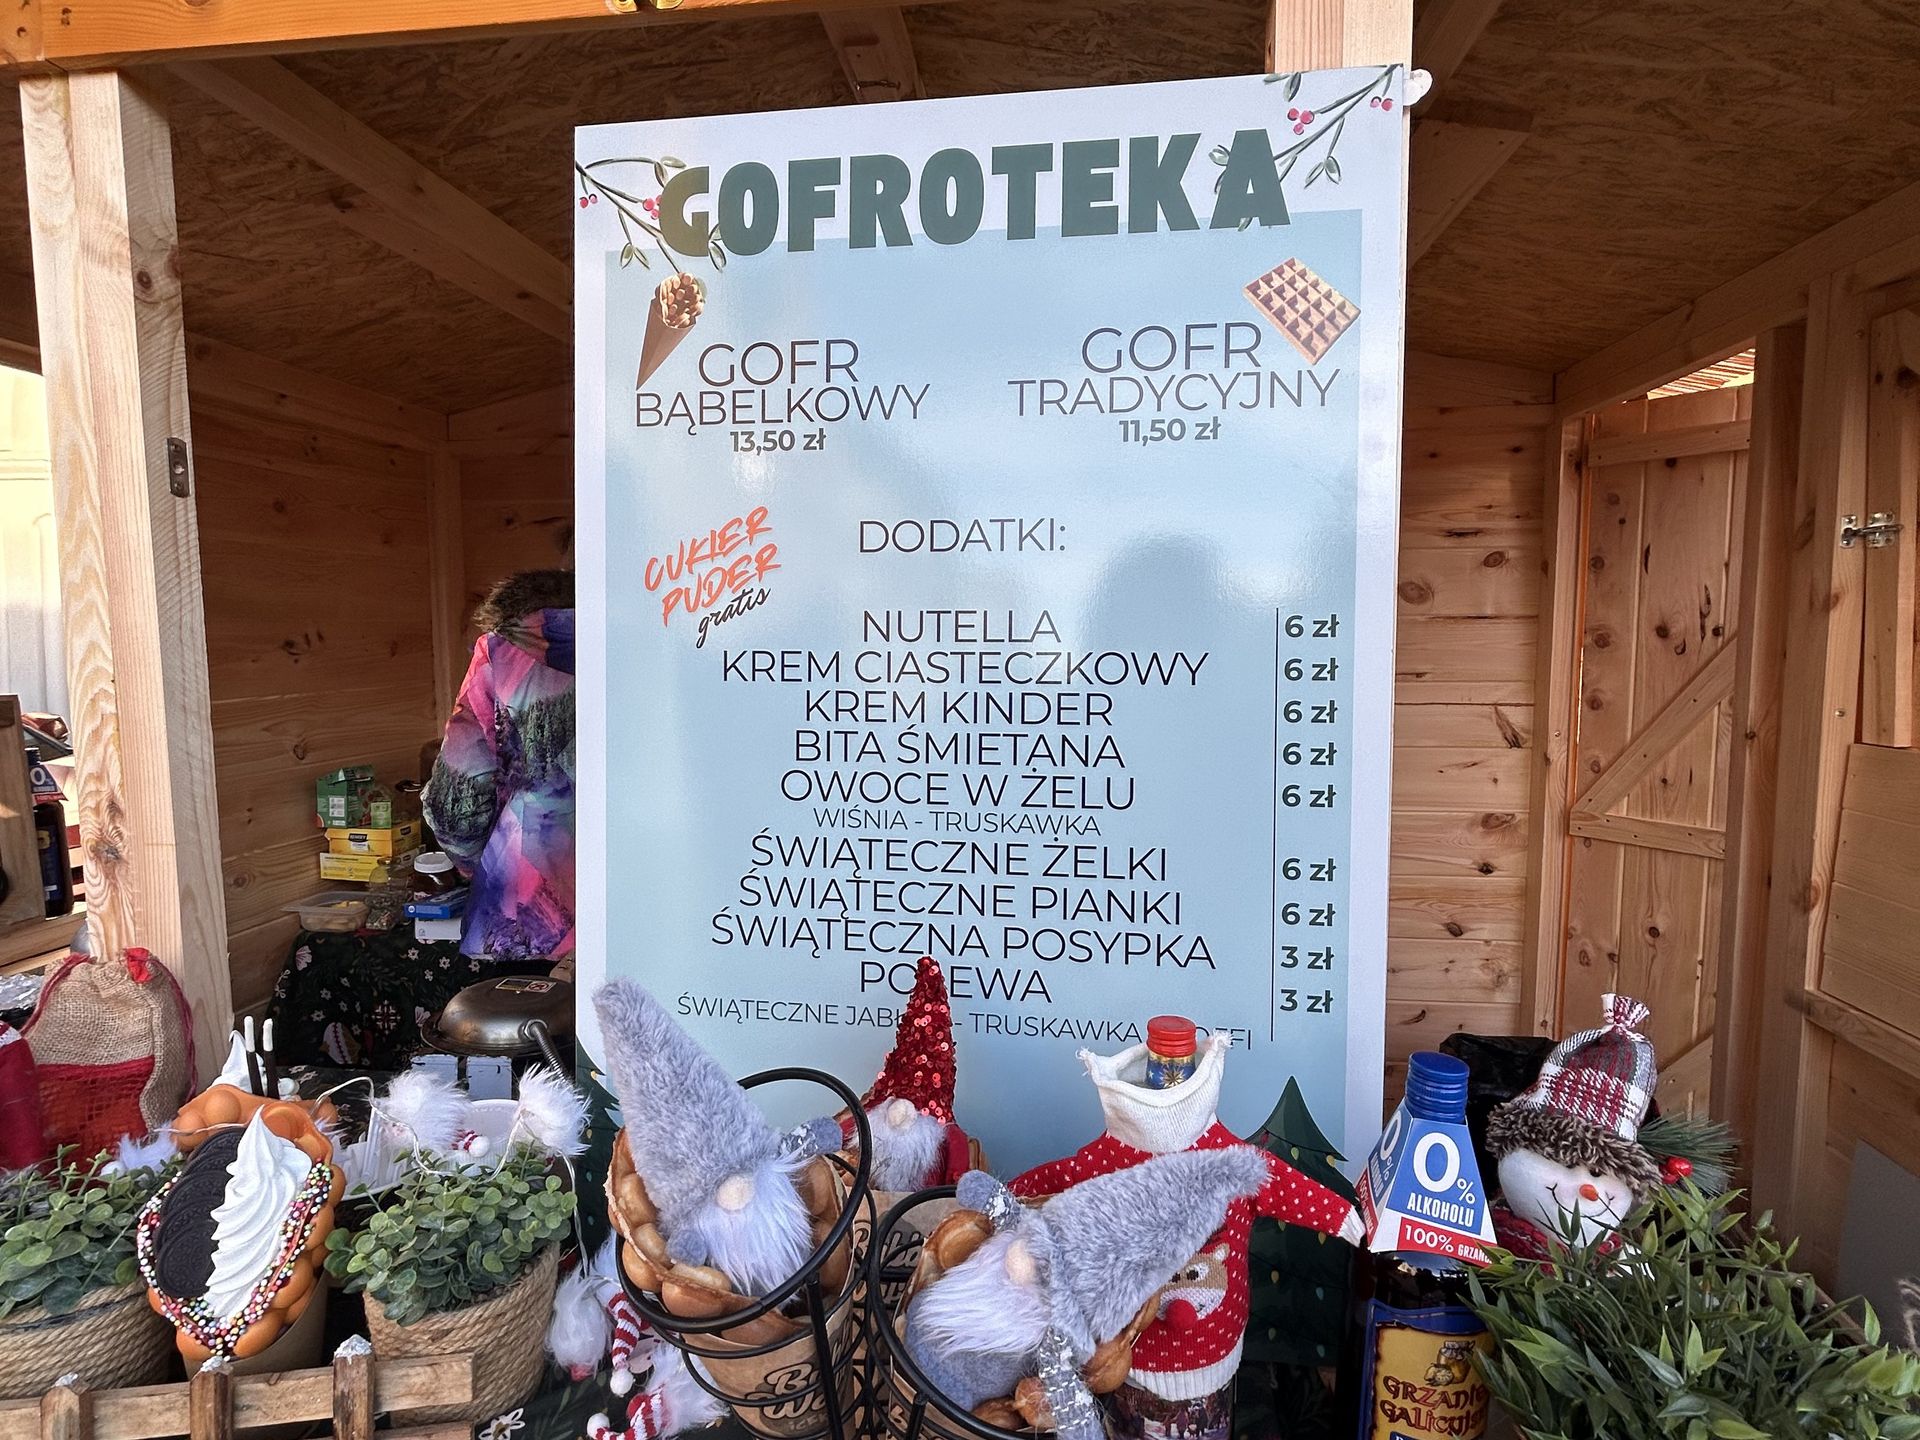 GOFROTEKA
GOFR
BĄBELKOWY
13,50 zł
GOFR
TRADYCYJNY
11,50 zł
CUKIER
PUDER
gratis
DODATKI:
NUTELLA 6 zł
KREM CIASTECZKOWY 6 zł
KREM KINDER 6 zł
BITA ŚMIETANA 6 zł
OWOCE W ŻELU 6 zł
WIŚNIA - TRUSKAWKA
ŚWIĄTECZNE ŻELKI 6 zł
ŚWIĄTECZNE PIANKI 6 zł
ŚWIĄTECZNA POSYPKA 3 zł
POLEWA 3 zł
ŚWIĄTECZNE - TRUSKAWKA
0%
ALKOHOLU
100%